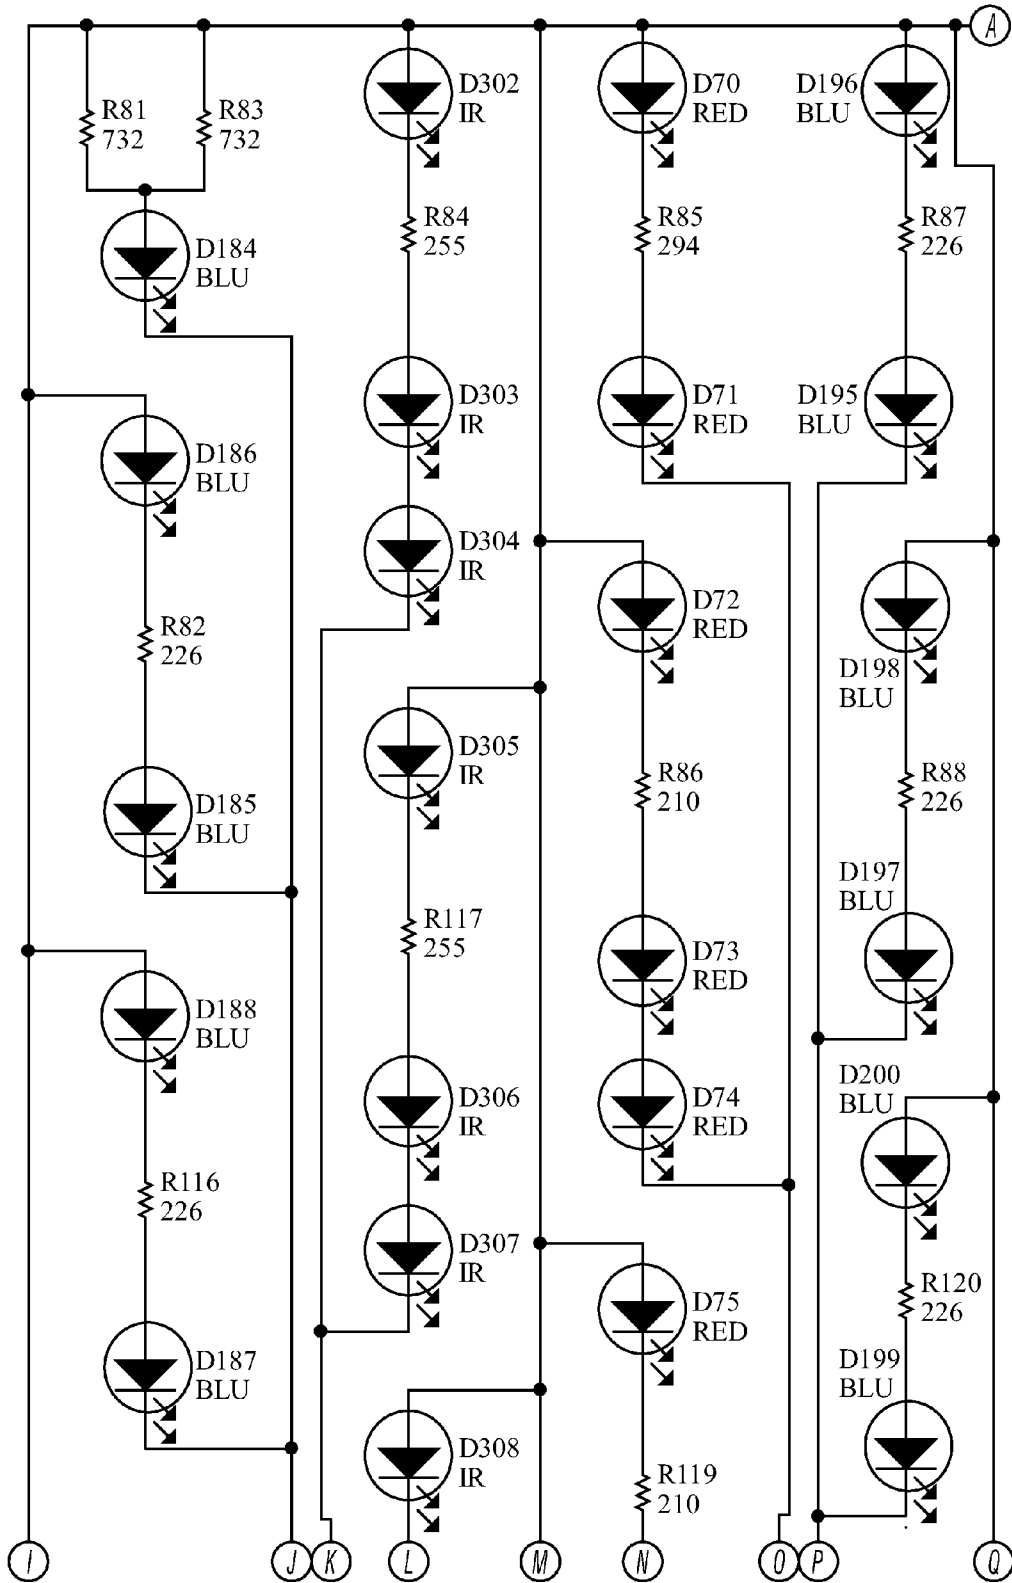 A
R81
732
R83
732
D302
IR
D70
RED
D196
BLU
R84
255
R85
294
R87
226
D184
BLU
D303
IR
D71
RED
D195
BLU
D186
BLU
D304
IR
D72
RED
R82
226
D198
BLU
D305
IR
R86
210
R88
226
D185
BLU
R117
255
D197
BLU
D73
RED
D188
BLU
D306
IR
D74
RED
D200
BLU
R116
226
D307
IR
D75
RED
R120
226
D187
BLU
D199
BLU
D308
IR
R119
210
I
J
K
L
M
N
O
P
Q